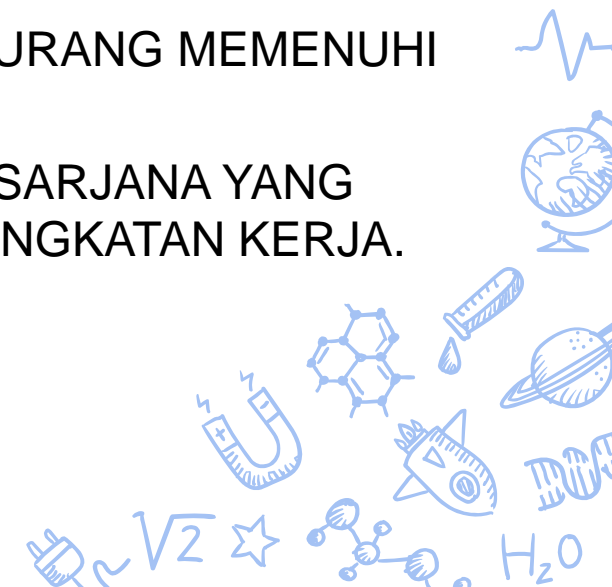 URANG MEMENUHI
SARJANA YANG
NGKATAN KERJA.
√2
H₂O